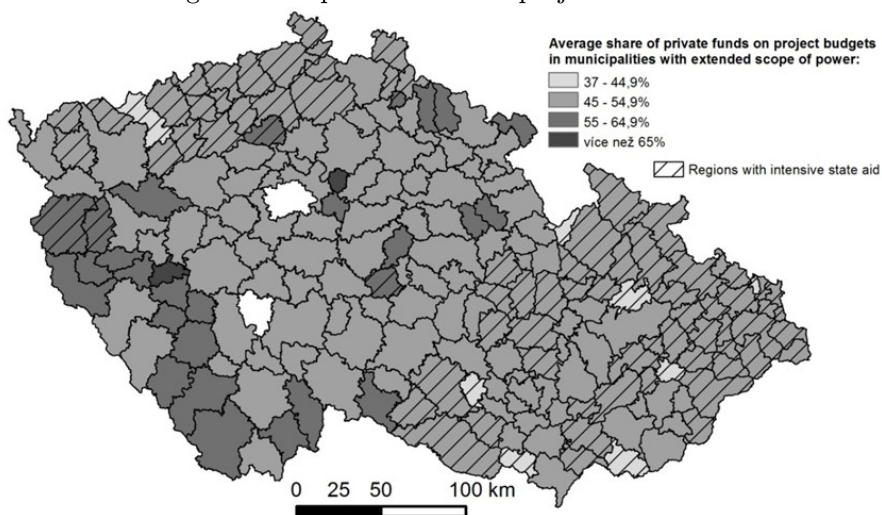 Average share of private funds on project budgets
in municipalities with extended scope of power:
37 - 44,9%
45 - 54,9%
55 - 64,9%
více než 65%
Regions with intensive state aid
0 25 50 100 km